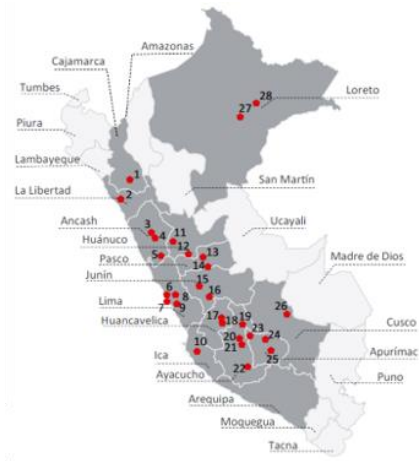 Amazonas
Cajamarca
Tumbes
Piura
Lambayeque
La Libertad
Ancash
Huánuco
Pasco
Junín
Lima
Huancavelica
Ica
Ayacucho
Arequipa
Moquegua
Tacna
Loreto
San Martín
Ucayali
Madre de Dios
Cusco
Apurímac
Puno
1
2
3
4
5
6
7
8
9
10
11
12
13
14
15
16
17
18
19
20
21
22
23
24
25
26
27
28